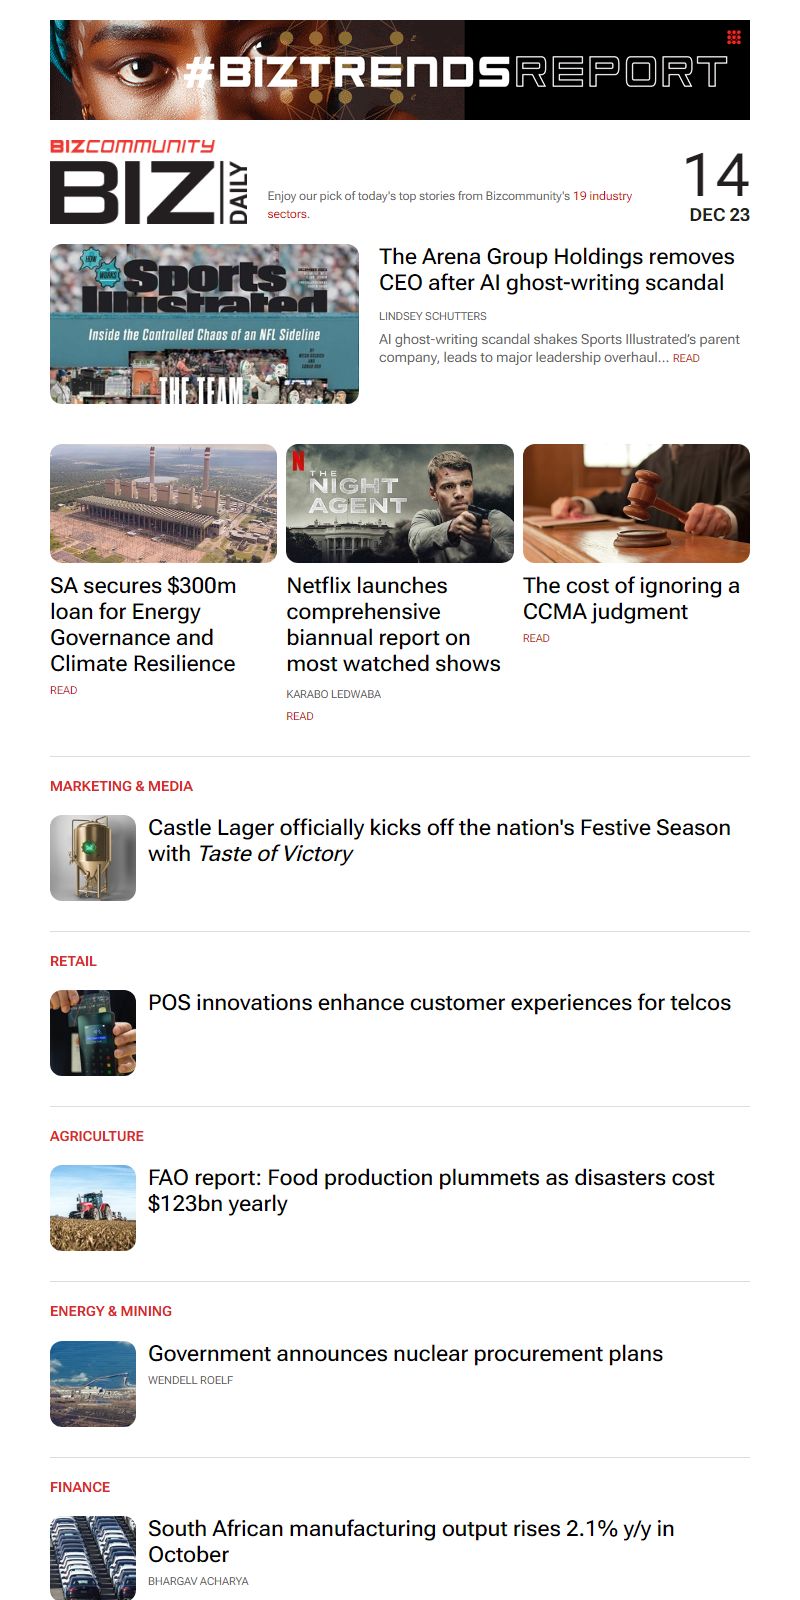 #BIZTRENDSREPORT
BIZCOMMUNITY
BIZ
DAILY
Enjoy our pick of today's top stories from Bizcommunity's 19 industry
sectors.
14
DEC 23
HOW
IT
WORKS
Sports
Illustrated
Inside the Controlled Chaos of an NFL Sideline
THE TEAM
The Arena Group Holdings removes
CEO after AI ghost-writing scandal
LINDSEY SCHUTTERS
AI ghost-writing scandal shakes Sports Illustrated’s parent
company, leads to major leadership overhaul... READ
SA secures $300m
loan for Energy
Governance and
Climate Resilience
READ
N
THE
NIGHT
AGENT
Netflix launches
comprehensive
biannual report on
most watched shows
KARABO LEDWABA
READ
The cost of ignoring a
CCMA judgment
READ
MARKETING & MEDIA
Castle Lager officially kicks off the nation's Festive Season
with Taste of Victory
RETAIL
POS innovations enhance customer experiences for telcos
AGRICULTURE
FAO report: Food production plummets as disasters cost
$123bn yearly
ENERGY & MINING
Government announces nuclear procurement plans
WENDELL ROELF
FINANCE
South African manufacturing output rises 2.1% y/y in
October
BHARGAV ACHARYA